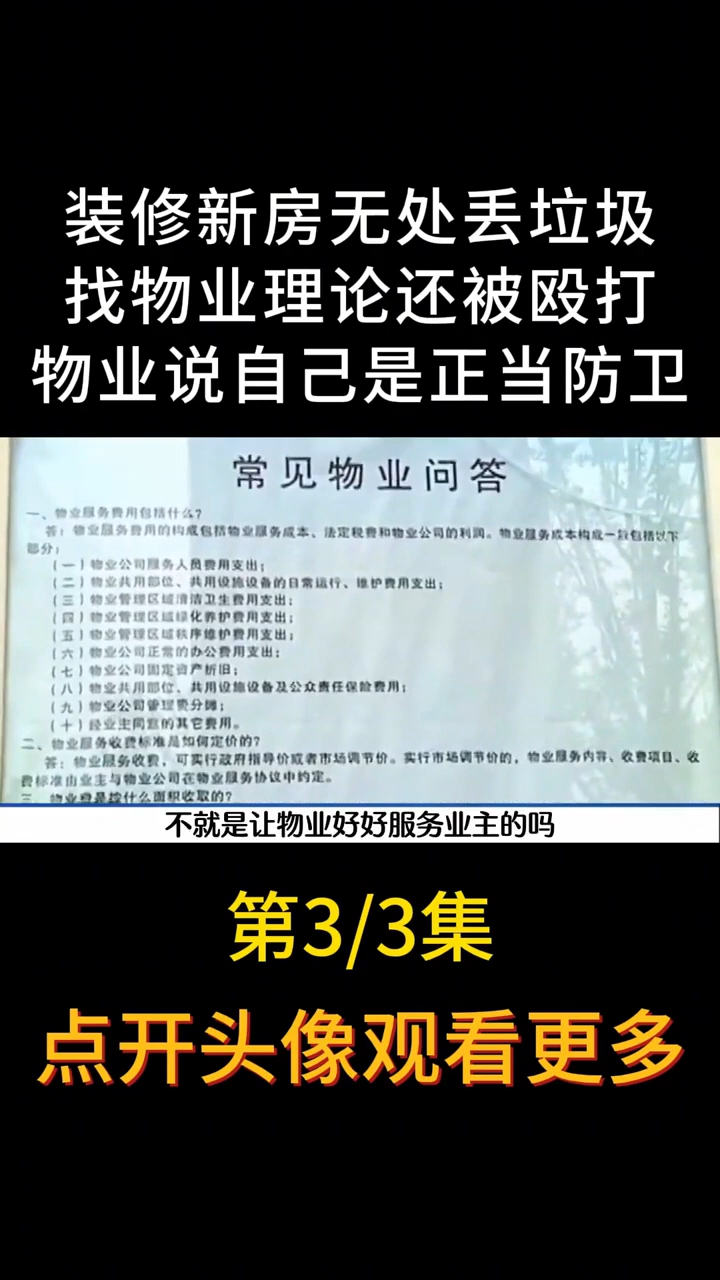 装修新房无处丢垃圾
找物业理论还被殴打
物业说自己是正当防卫
常见物业问答
一、物业服务费用包括什么？
答：物业服务费用的构成包括物业服务成本、法定税费和物业公司的利润。物业服务成本构成一般包括以下
部分：
（一）物业公司服务人员费用支出；
（二）物业共用部位、共用设施设备的日常运行、维护费用支出；
（三）物业管理区域清洁卫生费用支出；
（四）物业管理区域绿化养护费用支出；
（五）物业管理区域秩序维护费用支出；
（六）物业公司正常的办公费用支出；
（七）物业公司固定资产折旧；
（八）物业共用部位、共用设施设备及公众责任保险费用；
（九）物业公司管理费分摊；
（十）经业主同意的其它费用。
二、物业服务收费标准是如何定价的？
答：物业服务收费，可实行政府指导价或者市场调节价。实行市场调节价的，物业服务内容、收费项目、收
费标准由业主与物业公司在物业服务协议中约定。
三、物业费是按什么面积收取的？
不就是让物业好好服务业主的吗
第3/3集
点开头像观看更多